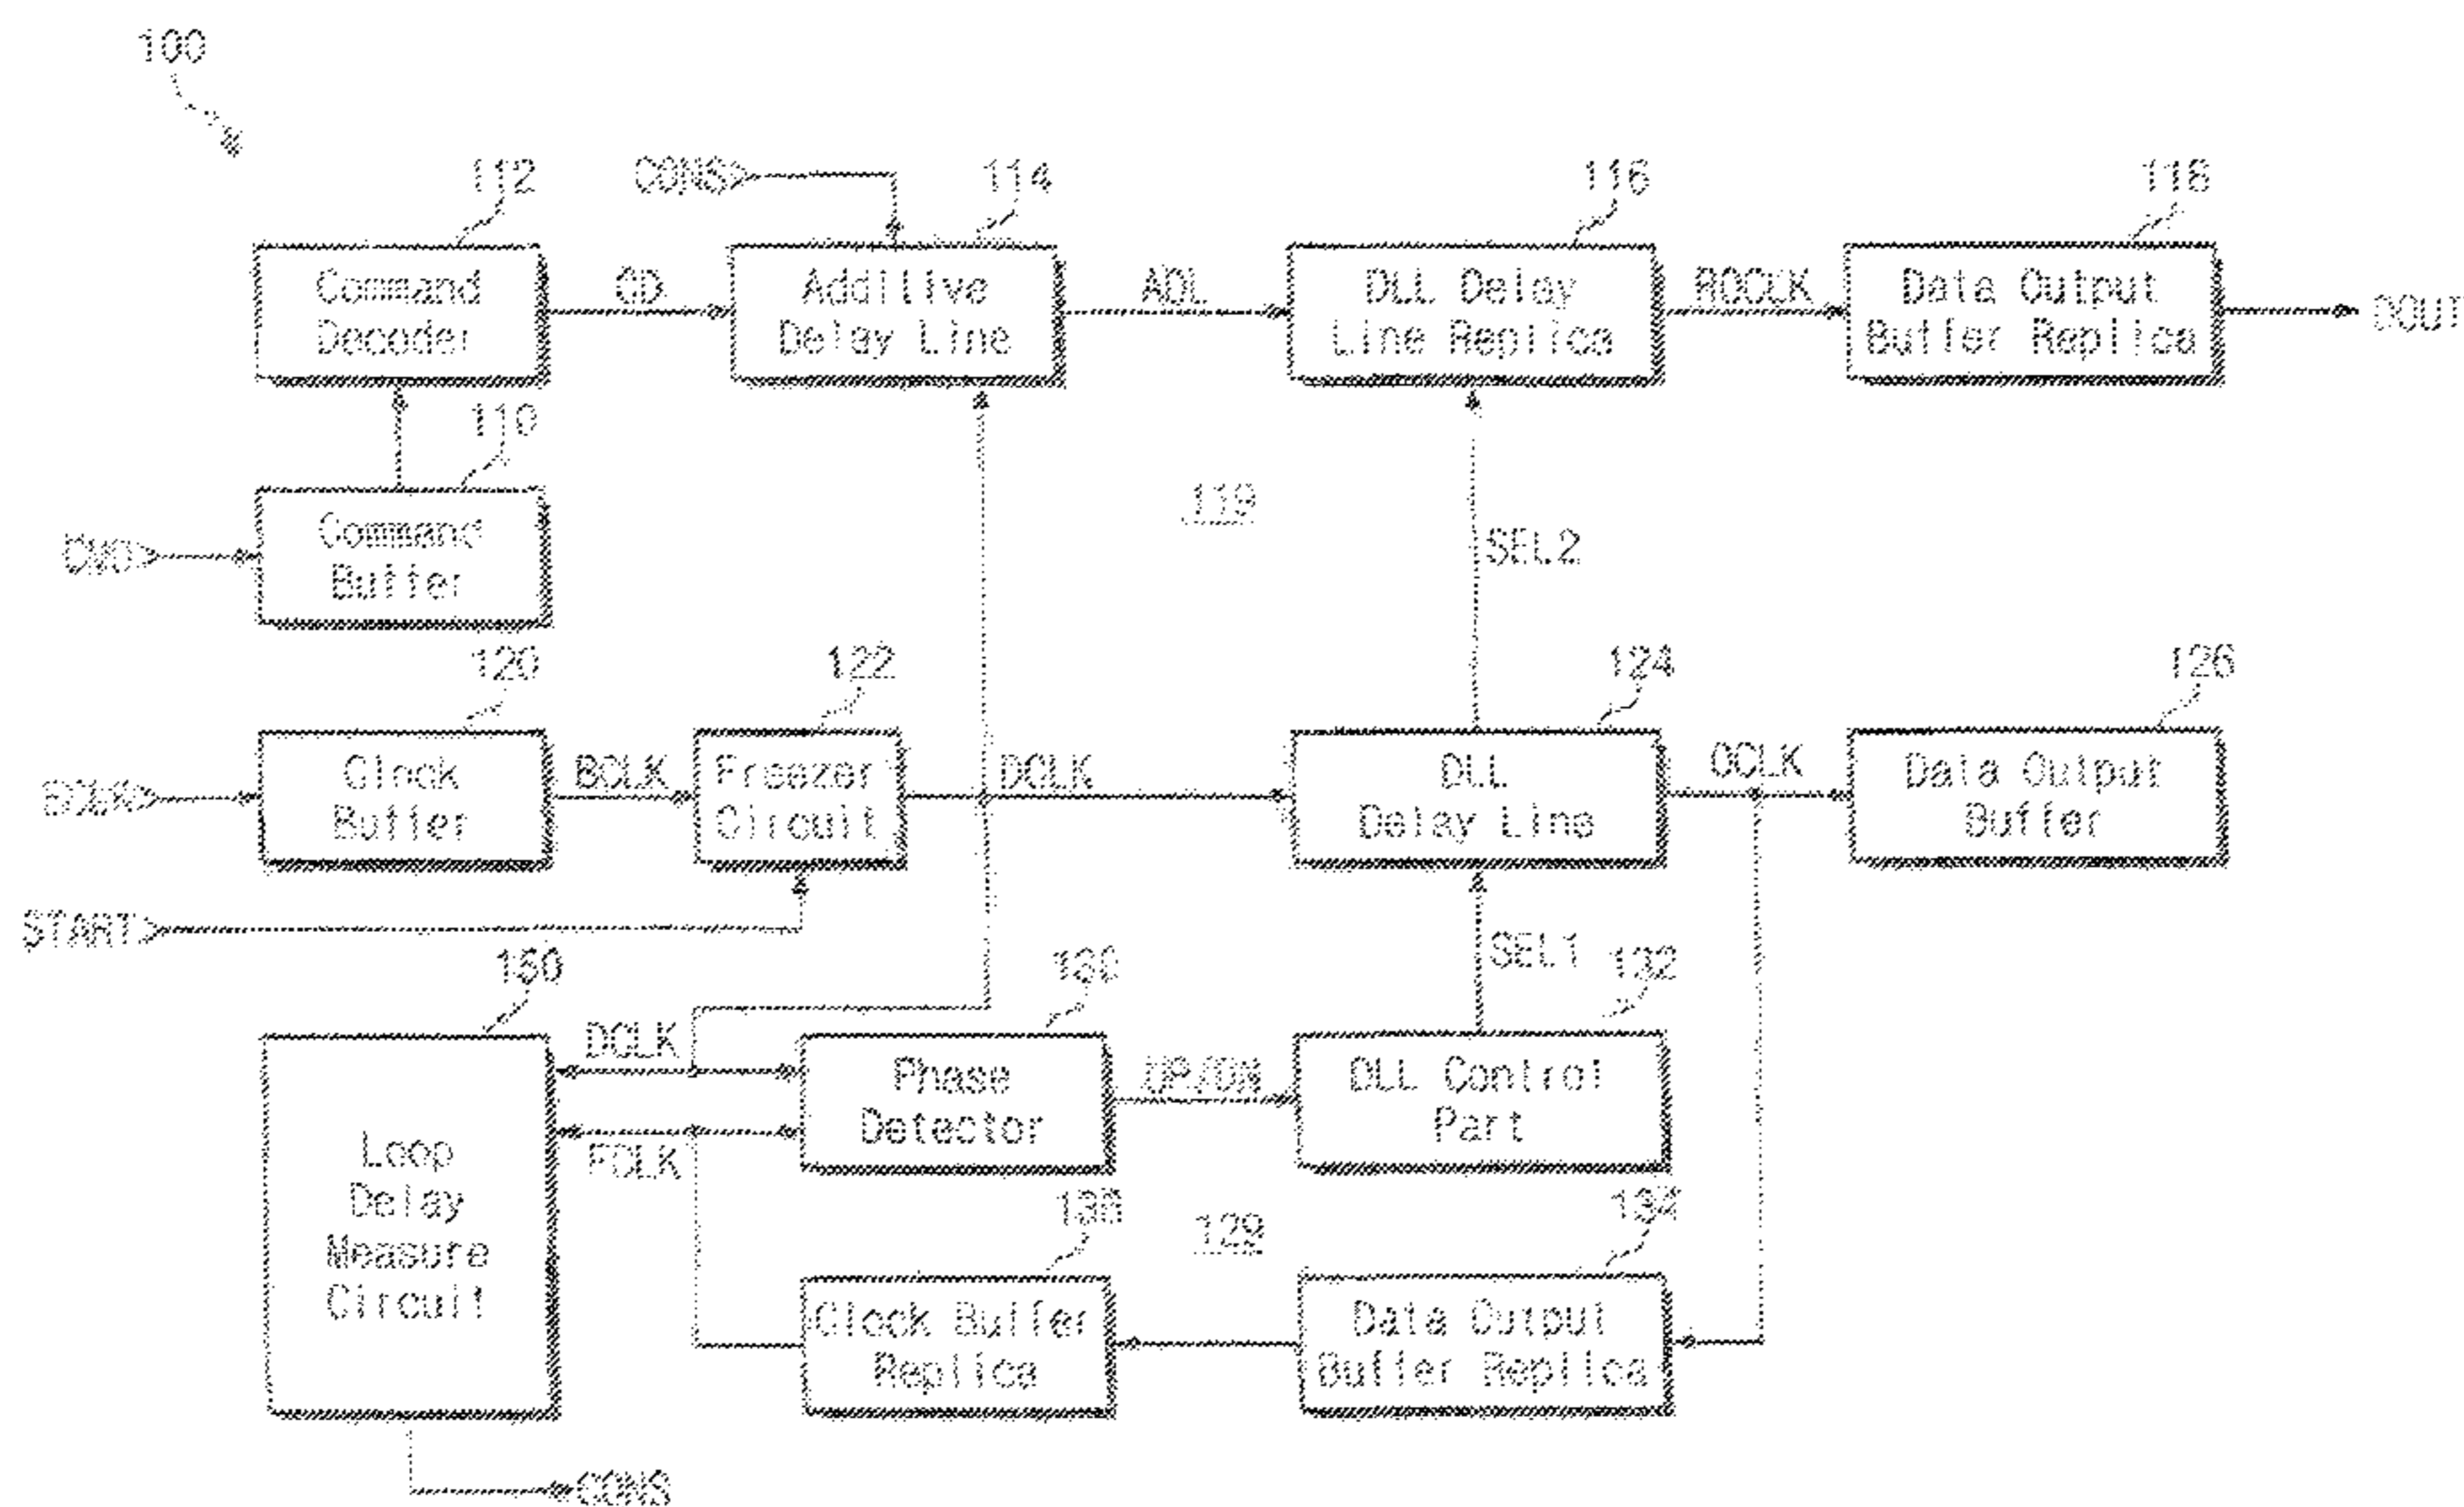 100
112
CONS
114
116
118
Command
Decoder
GD
Additive
Delay Line
ADL
DLL Delay
Line Replica
RDCLK
Data Output
Buffer Replica
DOUT
110
CMD
Command
Buffer
119
SEL2
120
122
124
126
ECLK
Clock
Buffer
BCLK
Freezer
Circuit
DCLK
DLL
Delay Line
OCLK
Data Output
Buffer
START
150
130
SEL1
132
DCLK
Phase
Detector
UP/DN
DLL Control
Part
FCLK
Loop
Delay
Measure
Circuit
129
134
Clock Buffer
Replica
Data Output
Buffer Replica
CONS